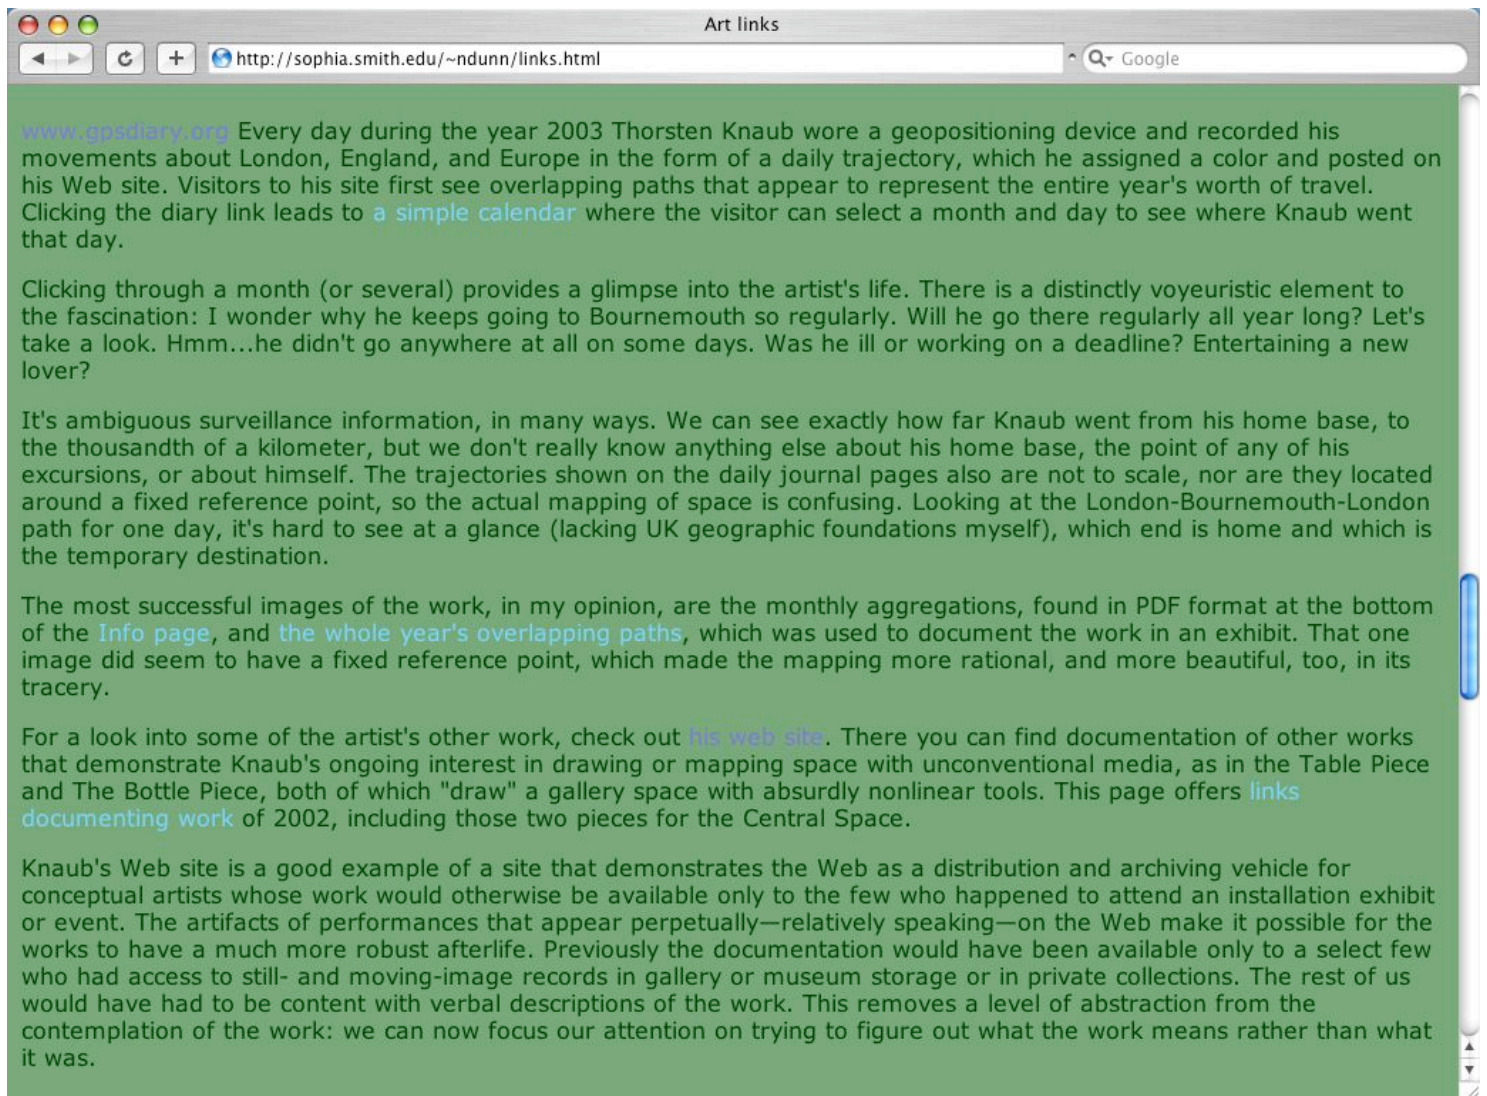 Art links
http://sophia.smith.edu/~ndunn/links.html
Google
www.gpsdiary.org Every day during the year 2003 Thorsten Knaub wore a geopositioning device and recorded his
movements about London, England, and Europe in the form of a daily trajectory, which he assigned a color and posted on
his Web site. Visitors to his site first see overlapping paths that appear to represent the entire year's worth of travel.
Clicking the diary link leads to a simple calendar where the visitor can select a month and day to see where Knaub went
that day.
Clicking through a month (or several) provides a glimpse into the artist's life. There is a distinctly voyeuristic element to
the fascination: I wonder why he keeps going to Bournemouth so regularly. Will he go there regularly all year long? Let's
take a look. Hmm...he didn't go anywhere at all on some days. Was he ill or working on a deadline? Entertaining a new
lover?
It's ambiguous surveillance information, in many ways. We can see exactly how far Knaub went from his home base, to
the thousandth of a kilometer, but we don't really know anything else about his home base, the point of any of his
excursions, or about himself. The trajectories shown on the daily journal pages also are not to scale, nor are they located
around a fixed reference point, so the actual mapping of space is confusing. Looking at the London-Bournemouth-London
path for one day, it's hard to see at a glance (lacking UK geographic foundations myself), which end is home and which is
the temporary destination.
The most successful images of the work, in my opinion, are the monthly aggregations, found in PDF format at the bottom
of the Info page, and the whole year's overlapping paths, which was used to document the work in an exhibit. That one
image did seem to have a fixed reference point, which made the mapping more rational, and more beautiful, too, in its
tracery.
For a look into some of the artist's other work, check out his web site. There you can find documentation of other works
that demonstrate Knaub's ongoing interest in drawing or mapping space with unconventional media, as in the Table Piece
and The Bottle Piece, both of which "draw" a gallery space with absurdly nonlinear tools. This page offers links
documenting work of 2002, including those two pieces for the Central Space.
Knaub's Web site is a good example of a site that demonstrates the Web as a distribution and archiving vehicle for
conceptual artists whose work would otherwise be available only to the few who happened to attend an installation exhibit
or event. The artifacts of performances that appear perpetually—relatively speaking—on the Web make it possible for the
works to have a much more robust afterlife. Previously the documentation would have been available only to a select few
who had access to still- and moving-image records in gallery or museum storage or in private collections. The rest of us
would have had to be content with verbal descriptions of the work. This removes a level of abstraction from the
contemplation of the work: we can now focus our attention on trying to figure out what the work means rather than what
it was.